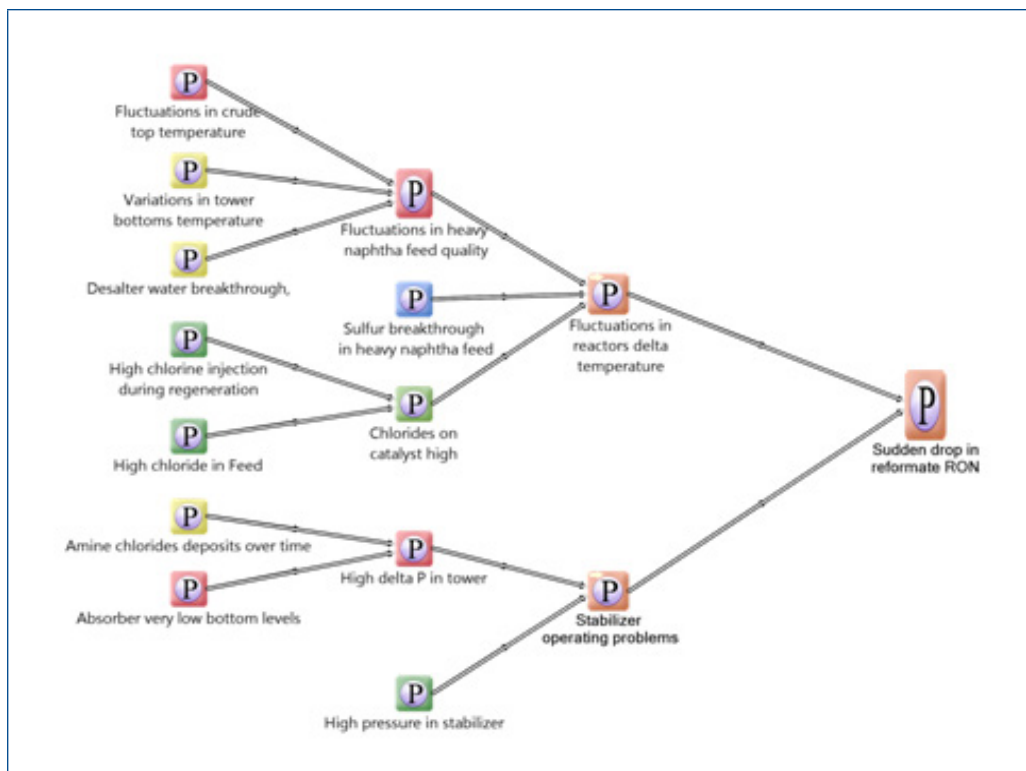 P
Fluctuations in crude
top temperature
P
Variations in tower
bottoms temperature
P
Fluctuations in heavy
naphtha feed quality
P
Desalter water breakthrough,
P
Sulfur breakthrough
in heavy naphtha feed
P
Fluctuations in
reactors delta
temperature
P
High chlorine injection
during regeneration
P
Chlorides on
catalyst high
P
High chloride in Feed
P
Sudden drop in
reformate RON
P
Amine chlorides deposits over time
P
High delta P in tower
P
Absorber very low bottom levels
P
Stabilizer
operating problems
P
High pressure in stabilizer